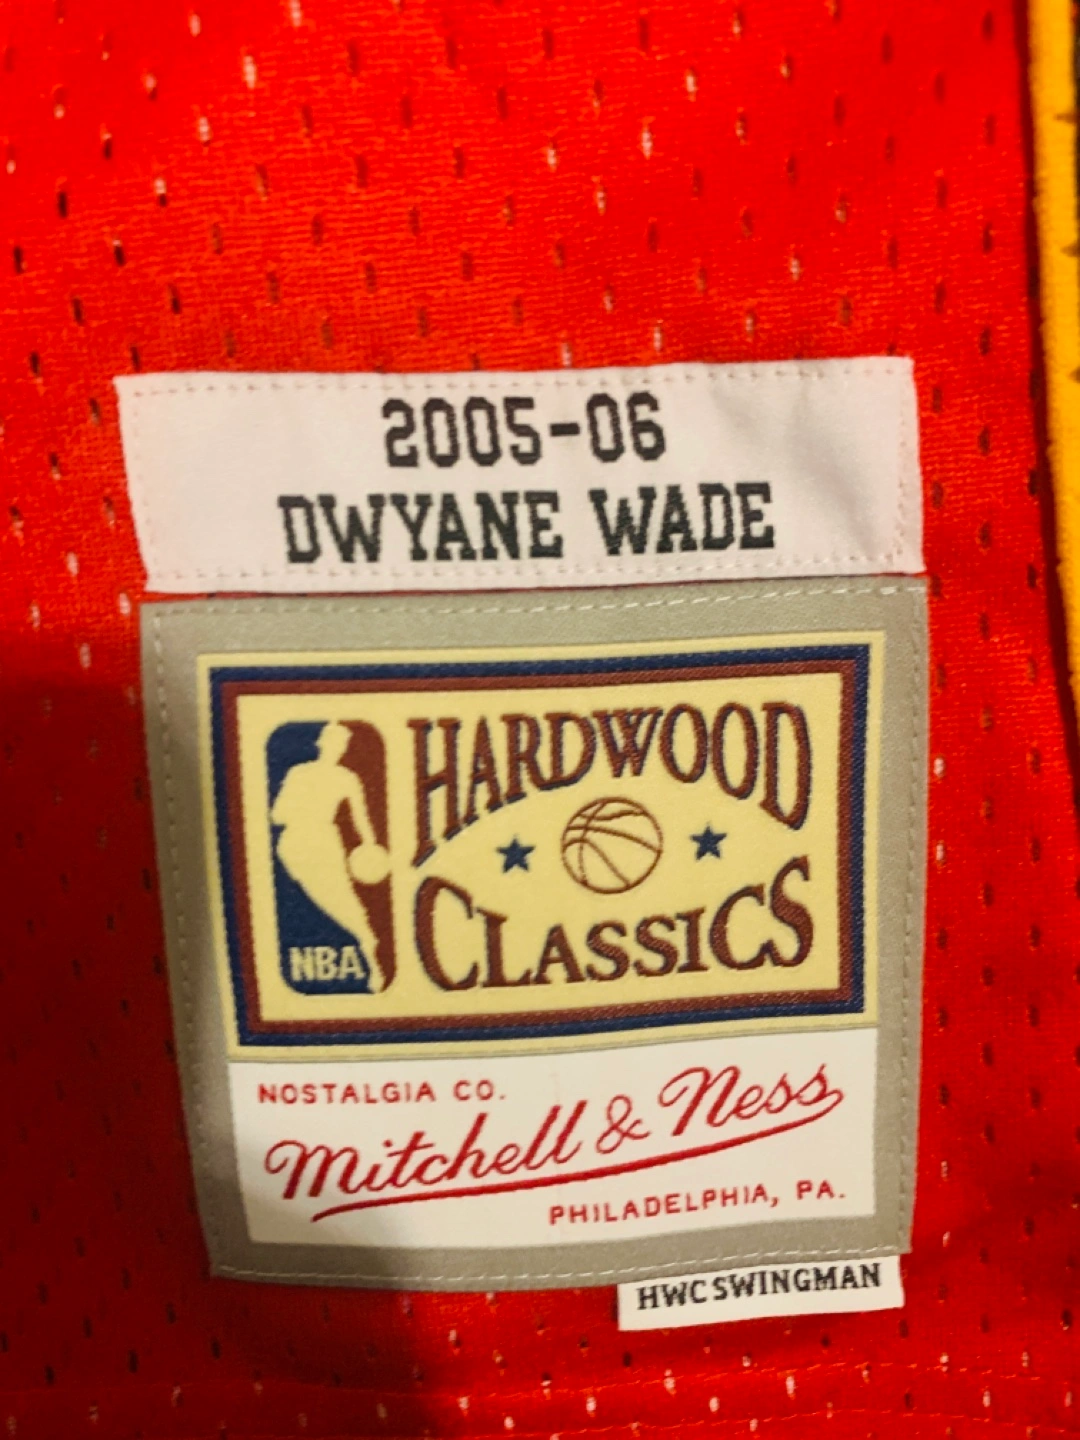 2005-06
DWYANE WADE
HARDWOOD
CLASSICS
NBA
NOSTALGIA CO.
Mitchell & Ness
PHILADELPHIA, PA.
HWC SWINGMAN